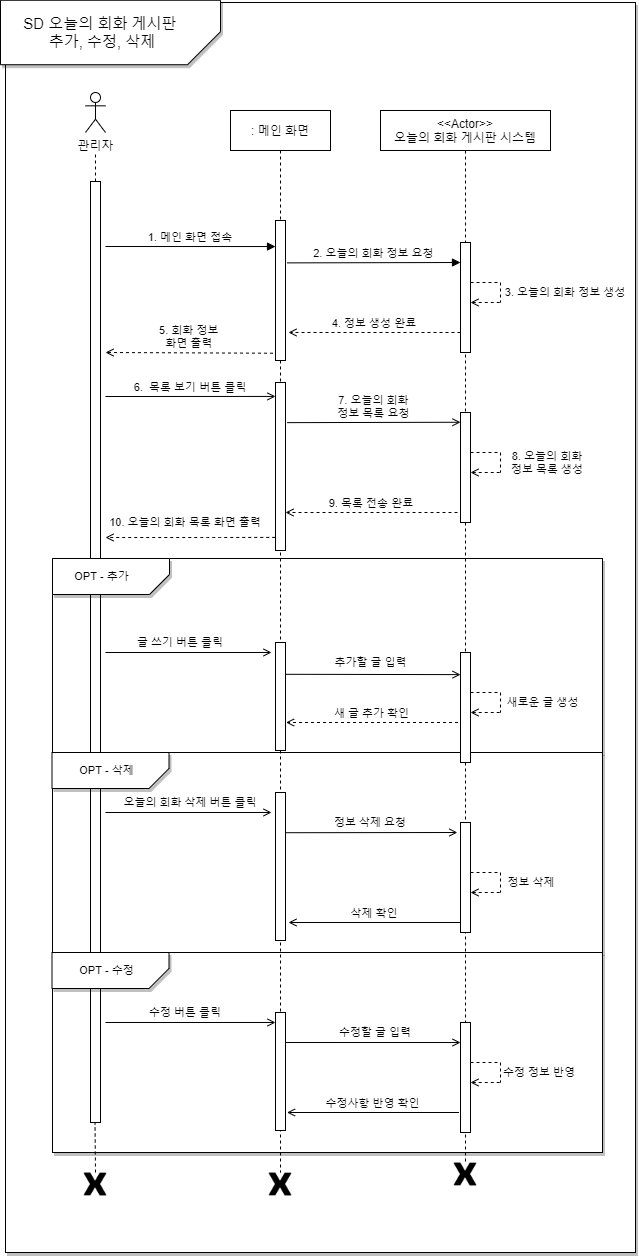 SD 오늘의 회화 게시판
추가, 수정, 삭제
관리자
: 메인 화면
<<Actor>>
오늘의 회화 게시판 시스템
1. 메인 화면 접속
2. 오늘의 회화 정보 요청
3. 오늘의 회화 정보 생성
4. 정보 생성 완료
5. 회화 정보
화면 출력
6. 목록 보기 버튼 클릭
7. 오늘의 회화
정보 목록 요청
8. 오늘의 회화
정보 목록 생성
9. 목록 전송 완료
10. 오늘의 회화 목록 화면 출력
OPT - 추가
글 쓰기 버튼 클릭
추가할 글 입력
새로운 글 생성
새 글 추가 확인
OPT - 삭제
오늘의 회화 삭제 버튼 클릭
정보 삭제 요청
정보 삭제
삭제 확인
OPT - 수정
수정 버튼 클릭
수정할 글 입력
수정 정보 반영
수정사항 반영 확인